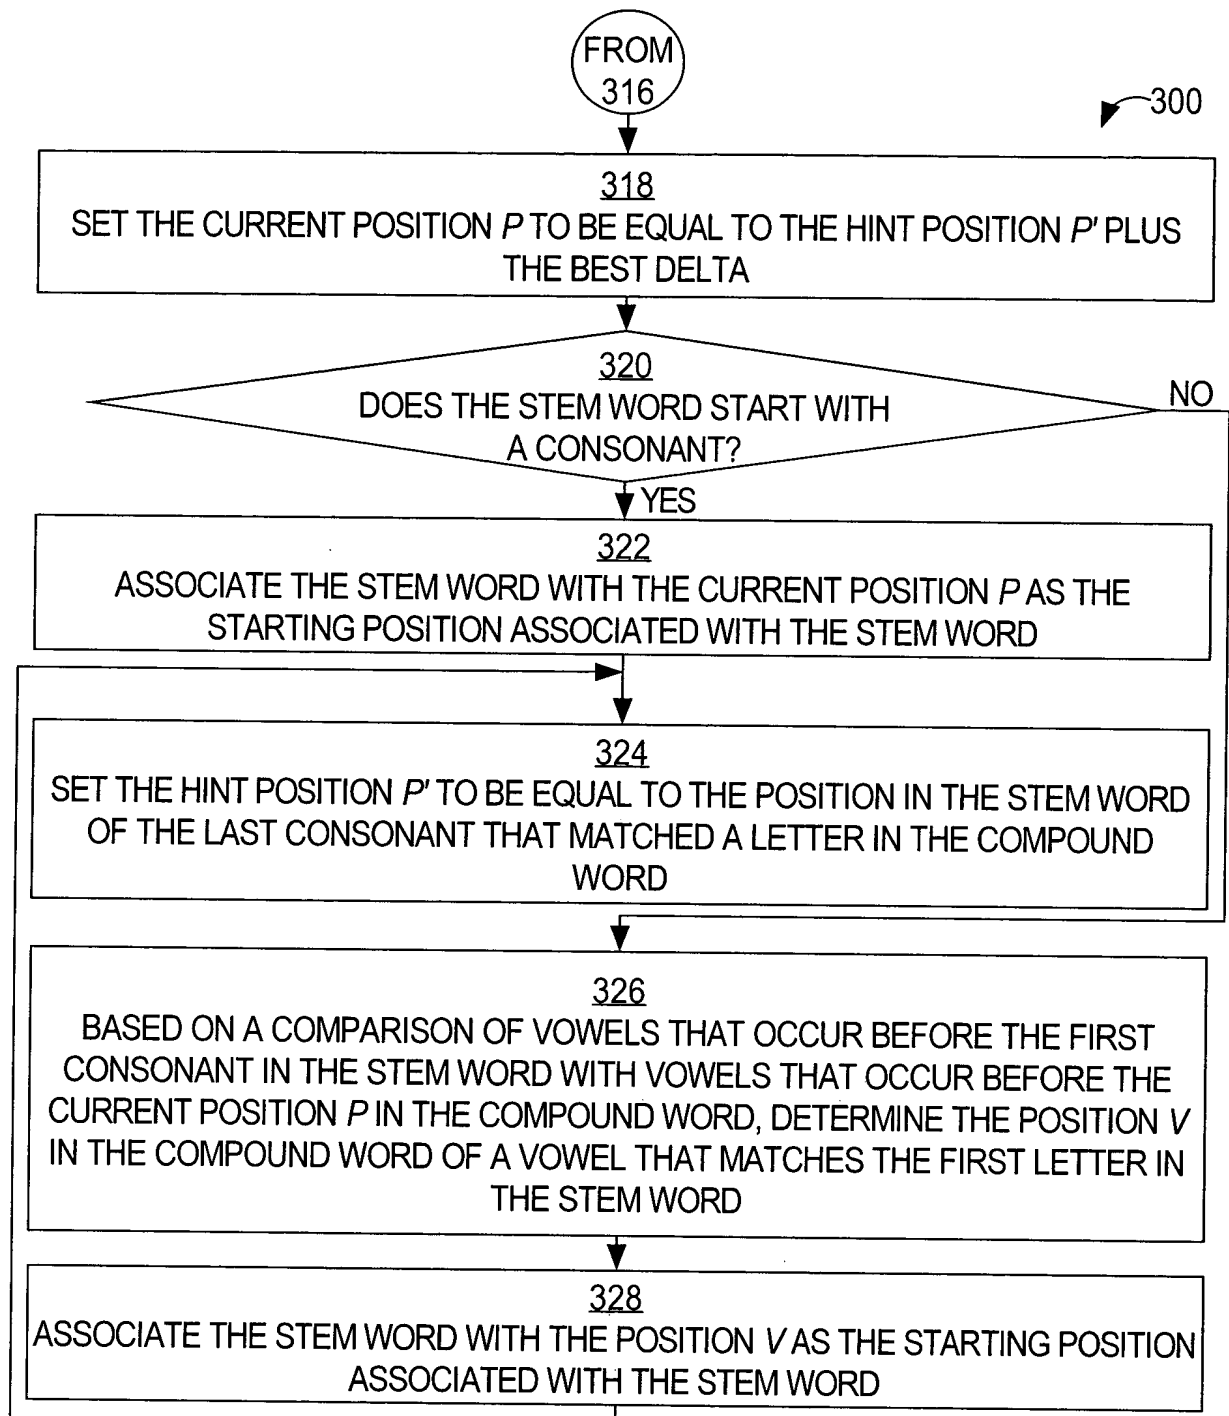 FROM
316
300
318
SET THE CURRENT POSITION P TO BE EQUAL TO THE HINT POSITION P' PLUS
THE BEST DELTA
320
DOES THE STEM WORD START WITH
A CONSONANT?
NO
YES
322
ASSOCIATE THE STEM WORD WITH THE CURRENT POSITION P AS THE
STARTING POSITION ASSOCIATED WITH THE STEM WORD
324
SET THE HINT POSITION P' TO BE EQUAL TO THE POSITION IN THE STEM WORD
OF THE LAST CONSONANT THAT MATCHED A LETTER IN THE COMPOUND
WORD
326
BASED ON A COMPARISON OF VOWELS THAT OCCUR BEFORE THE FIRST
CONSONANT IN THE STEM WORD WITH VOWELS THAT OCCUR BEFORE THE
CURRENT POSITION P IN THE COMPOUND WORD, DETERMINE THE POSITION V
IN THE COMPOUND WORD OF A VOWEL THAT MATCHES THE FIRST LETTER IN
THE STEM WORD
328
ASSOCIATE THE STEM WORD WITH THE POSITION V AS THE STARTING POSITION
ASSOCIATED WITH THE STEM WORD